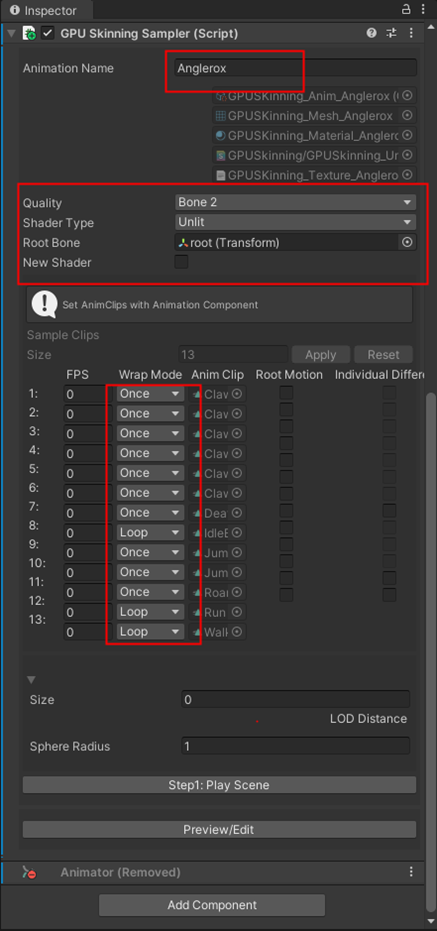 Inspector
GPU Skinning Sampler (Script)
Animation Name Anglerox
GPUSKinning_Anim_Anglerox (
GPUSKinning_Mesh_Anglerox
GPUSKinning_Material_Anglero
GPUSkinning/GPUSkinning_Un
GPUSKinning_Texture_Anglero
Quality Bone 2
Shader Type Unlit
Root Bone root (Transform)
New Shader
Set AnimClips with Animation Component
Sample Clips
Size 13 Apply Reset
FPS Wrap Mode Anim Clip Root Motion Individual Differe
1: 0 Once Clav
2: 0 Once Clav
3: 0 Once Clav
4: 0 Once Clav
5: 0 Once Clav
6: 0 Once Clav
7: 0 Once Dea
8: 0 Loop IdleB
9: 0 Once Jum
10: 0 Once Jum
11: 0 Once Roar
12: 0 Loop Run
13: 0 Loop Walk
Size 0
LOD Distance
Sphere Radius 1
Step1: Play Scene
Preview/Edit
Animator (Removed)
Add Component